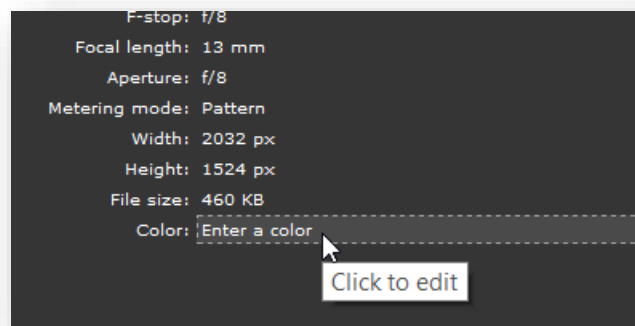 F-stop: f/8
Focal length: 13 mm
Aperture: f/8
Metering mode: Pattern
Width: 2032 px
Height: 1524 px
File size: 460 KB
Color: Enter a color
Click to edit